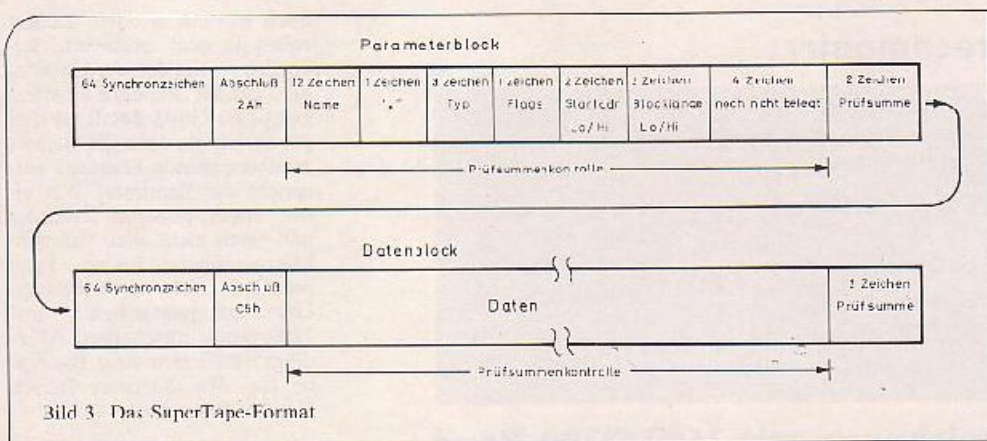 Parameterblock
64 Synchronzeichen
Abschluß
2Ah
12 Zeichen
Name
1 Zeichen
"."
3 Zeichen
Typ
1 Zeichen
Flags
2 Zeichen
Startadr
Lo/Hi
2 Zeichen
Blocklänge
Lo/Hi
4 Zeichen
noch nicht belegt
2 Zeichen
Prüfsumme
Prüfsummenkontrolle
Datenblock
64 Synchronzeichen
Abschluß
C5h
Daten
Zeichen
Prüfsumme
Prüfsummenkontrolle
Bild 3. Das SuperTape-Format